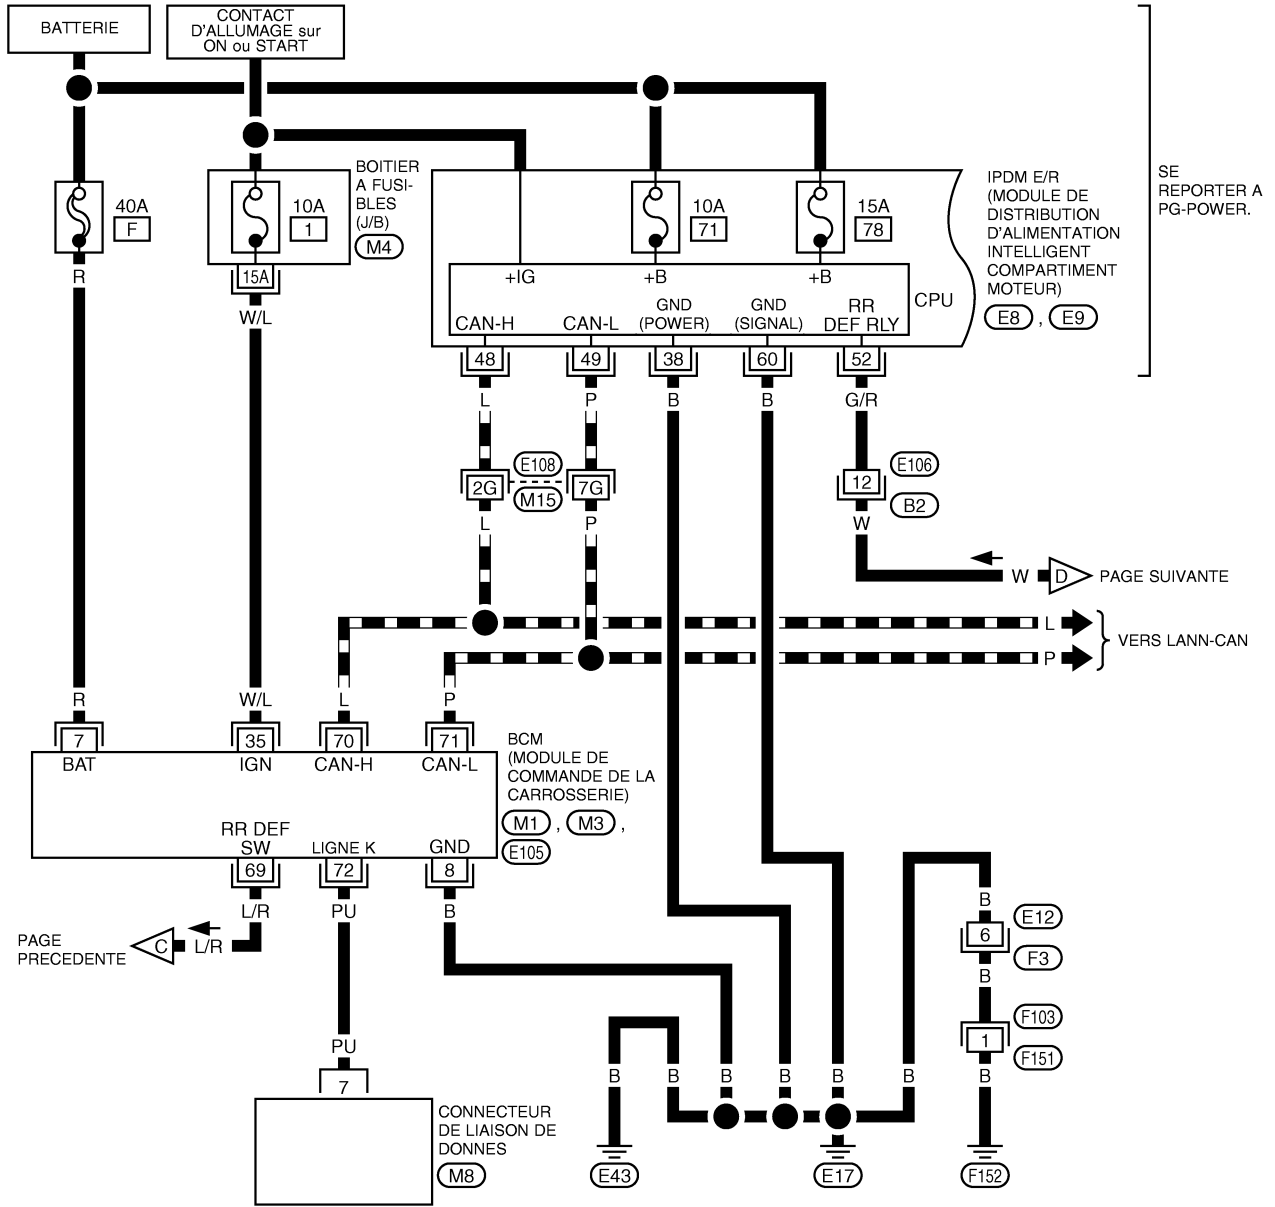 BATTERIE
CONTACT
D'ALLUMAGE sur
ON ou START
40A
F
R
10A
1
15A
W/L
BOITIER
A FUSI-
BLES
(J/B)
M4
10A
71
15A
78
+IG
+B
+B
CPU
CAN-H
CAN-L
GND
(POWER)
GND
(SIGNAL)
RR
DEF RLY
IPDM E/R
(MODULE DE
DISTRIBUTION
D'ALIMENTATION
INTELLIGENT
COMPARTIMENT
MOTEUR)
E8 , E9
SE
REPORTER A
PG-POWER.
48
49
38
60
52
L
P
B
B
G/R
2G
E108
M15
7G
12
E106
B2
L
P
W
W
D
PAGE SUIVANTE
L
P
VERS LANN-CAN
R
W/L
L
P
7
35
70
71
BAT
IGN
CAN-H
CAN-L
BCM
(MODULE DE
COMMANDE DE LA
CARROSSERIE)
M1 , M3 ,
E105
RR DEF
SW
LIGNE K
GND
69
72
8
L/R
PU
B
PAGE
PRECEDENTE
C
L/R
PU
7
CONNECTEUR
DE LIAISON DE
DONNES
M8
B
6
E12
F3
B
1
F103
F151
B
B
B
B
B
B
B
E43
E17
F152